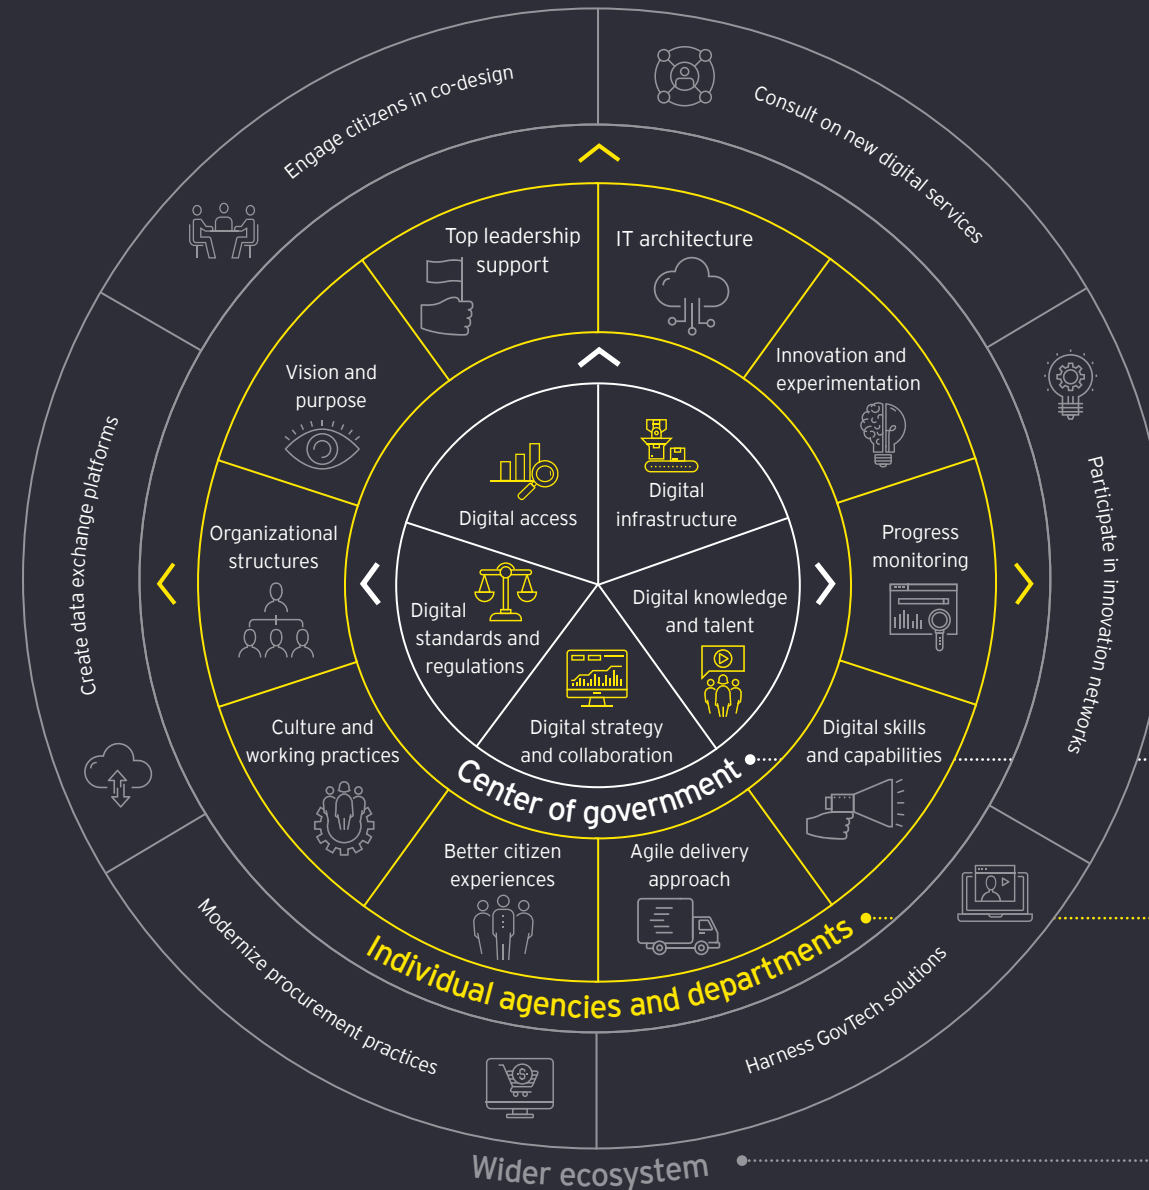 Engage citizens in co-design
Consult on new digital services
Participate in innovation networks
Harness GovTech solutions
Modernize procurement practices
Create data exchange platforms
Top leadership
support
IT architecture
Innovation and
experimentation
Progress
monitoring
Digital skills
and capabilities
Agile delivery
approach
Better citizen
experiences
Culture and
working practices
Organizational
structures
Vision and
purpose
Digital access
Digital
infrastructure
Digital knowledge
and talent
Digital strategy
and collaboration
Digital
standards and
regulations
Center of government
Individual agencies and departments
Wider ecosystem